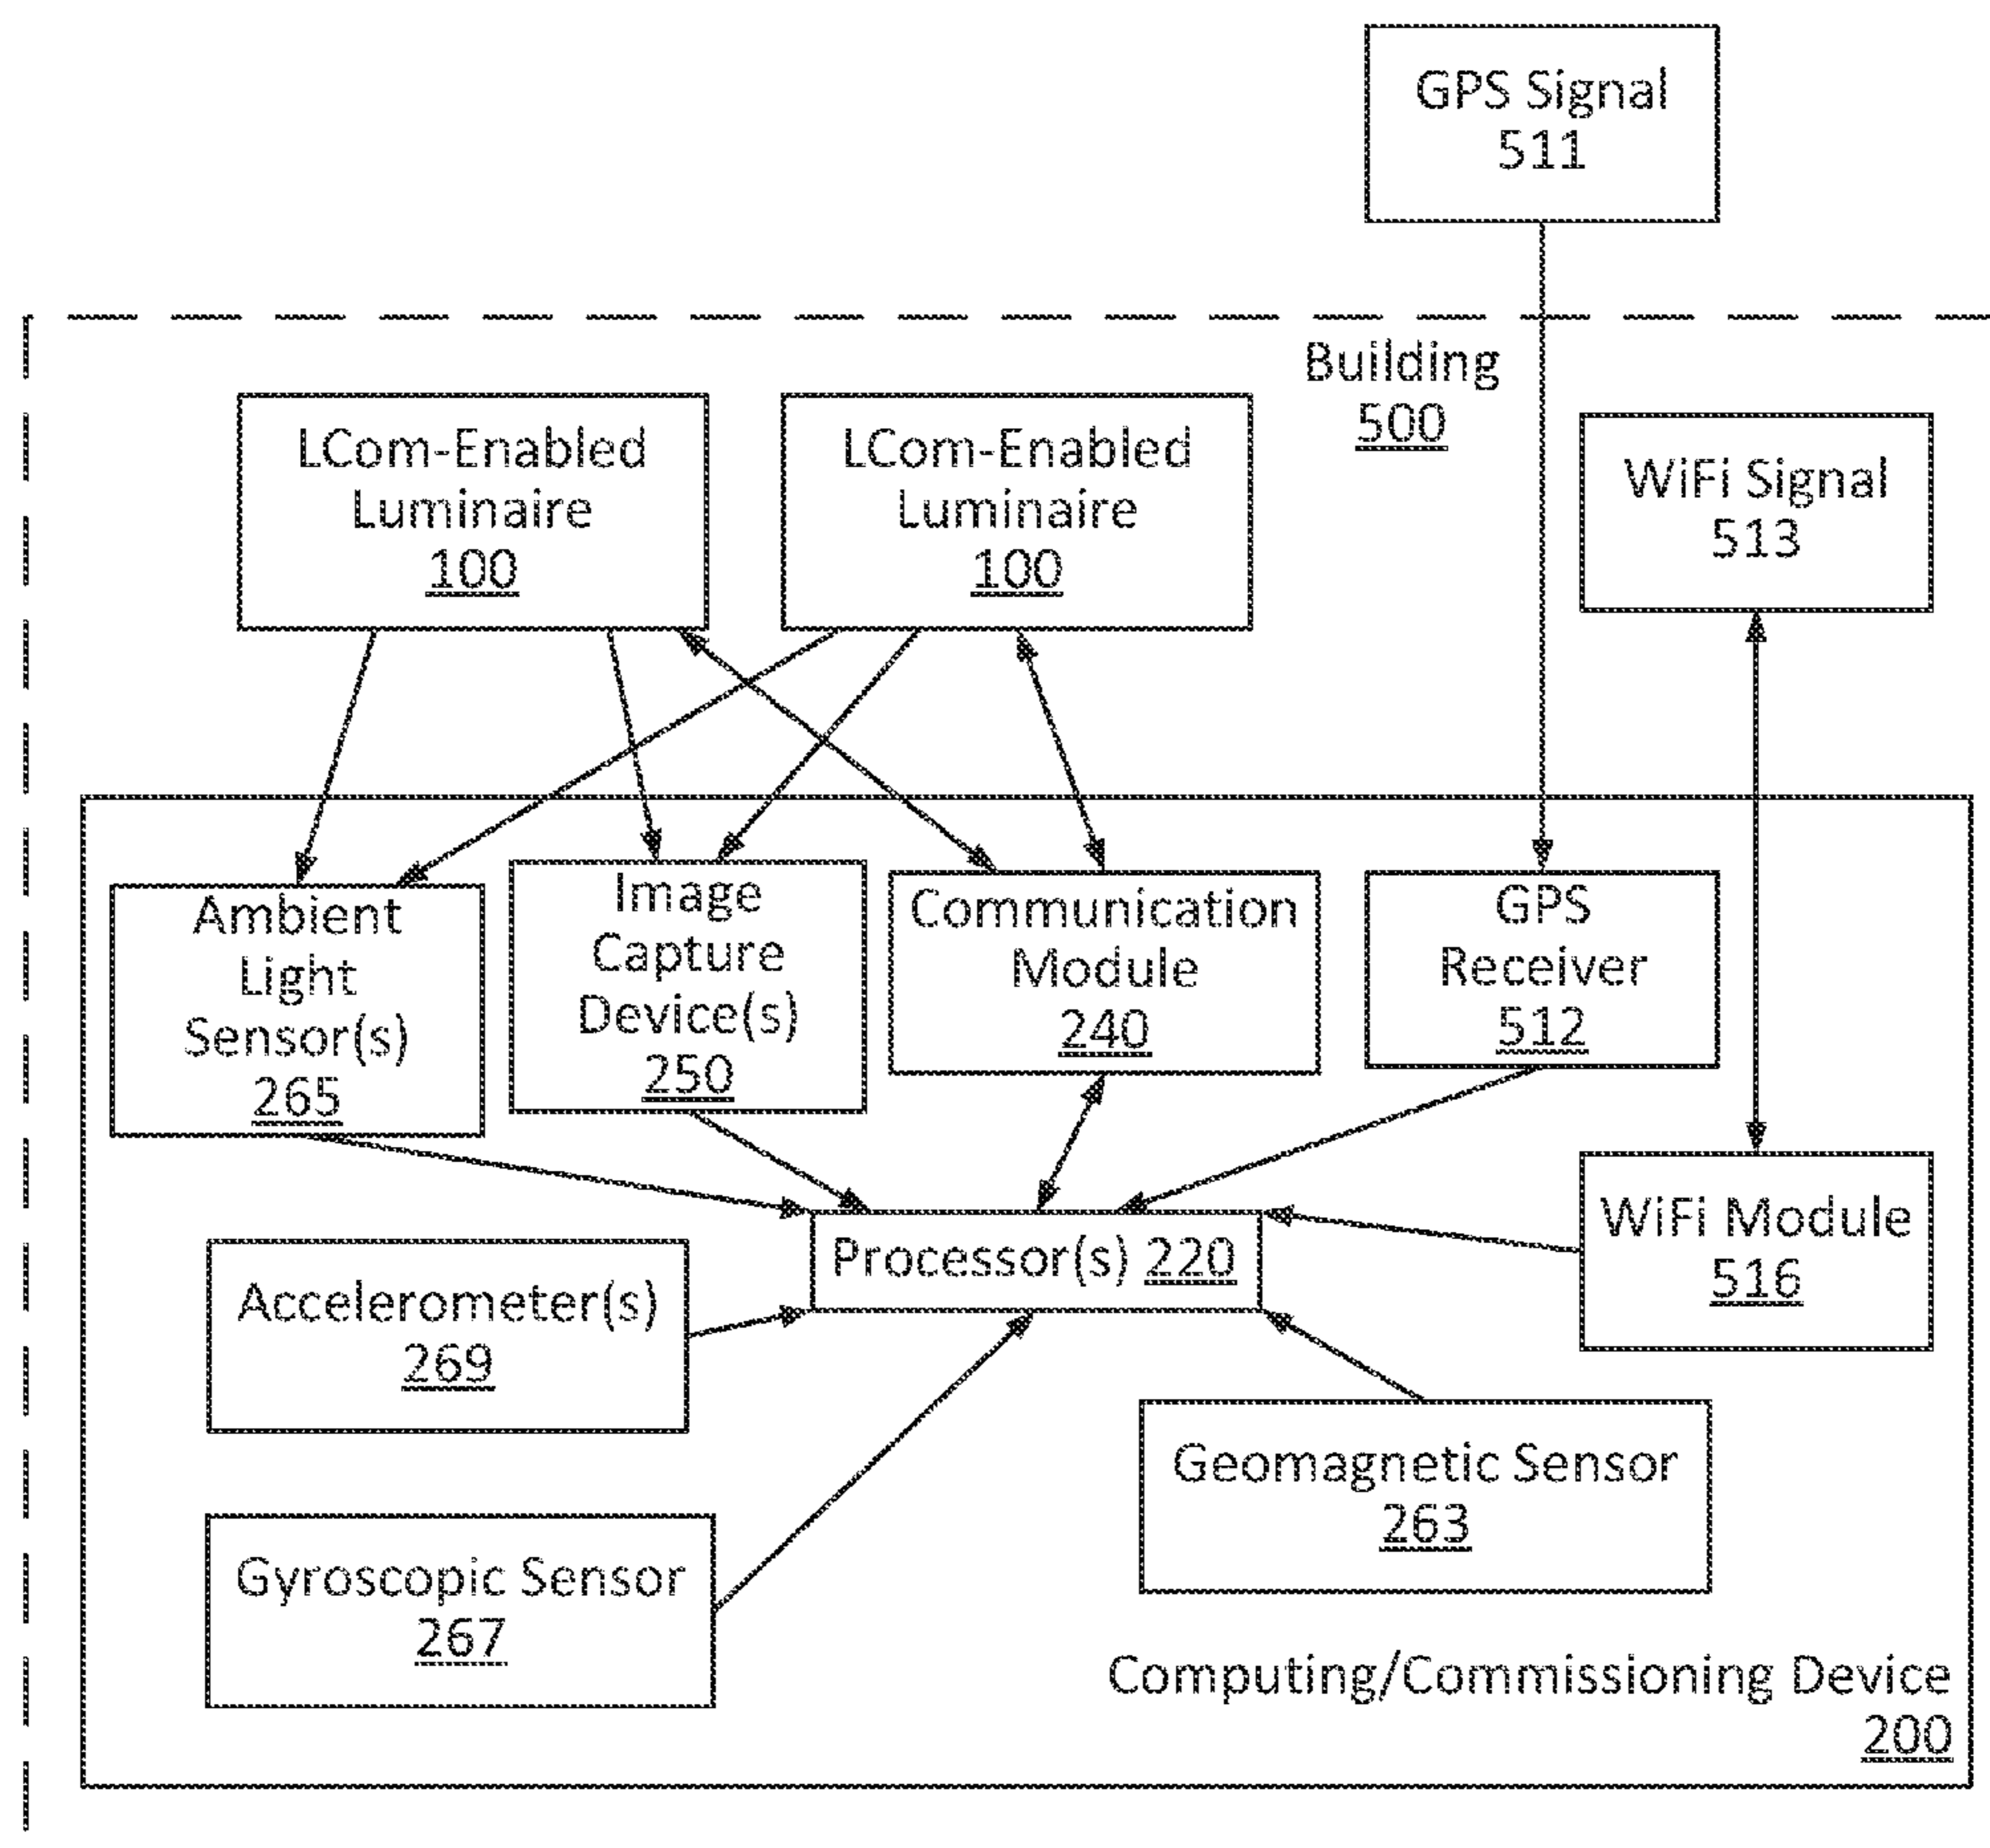 GPS Signal
511
Building
500
LCom-Enabled
Luminaire
100
LCom-Enabled
Luminaire
100
WiFi Signal
513
Ambient
Light
Sensor(s)
265
Image
Capture
Device(s)
250
Communication
Module
240
GPS
Receiver
512
WiFi Module
516
Processor(s) 220
Accelerometer(s)
269
Geomagnetic Sensor
263
Gyroscopic Sensor
267
Computing/Commissioning Device
200